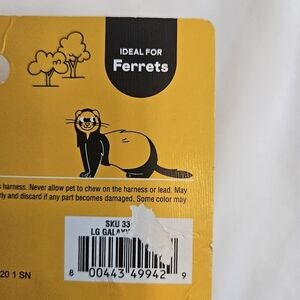 IDEAL FOR
Ferrets
harness. Never allow pet to chew on the harness or lead. May
and discard if any part becomes damaged. Some color may
SKU 33
LG GALAX
8 00443 49942 9
20 1 SN